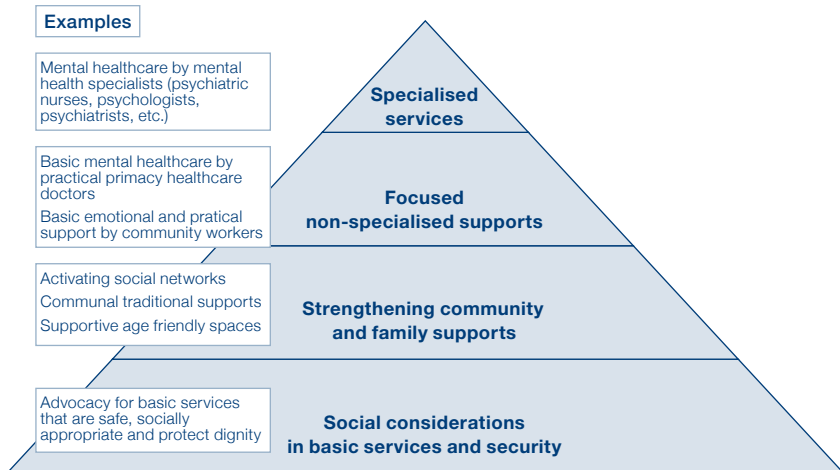 Examples
Mental healthcare by mental
health specialists (psychiatric
nurses, psychologists,
psychiatrists, etc.)
Specialised
services
Basic mental healthcare by
practical primacy healthcare
doctors
Basic emotional and pratical
support by community workers
Focused
non-specialised supports
Activating social networks
Communal traditional supports
Supportive age friendly spaces
Strengthening community
and family supports
Advocacy for basic services
that are safe, socially
appropriate and protect dignity
Social considerations
in basic services and security